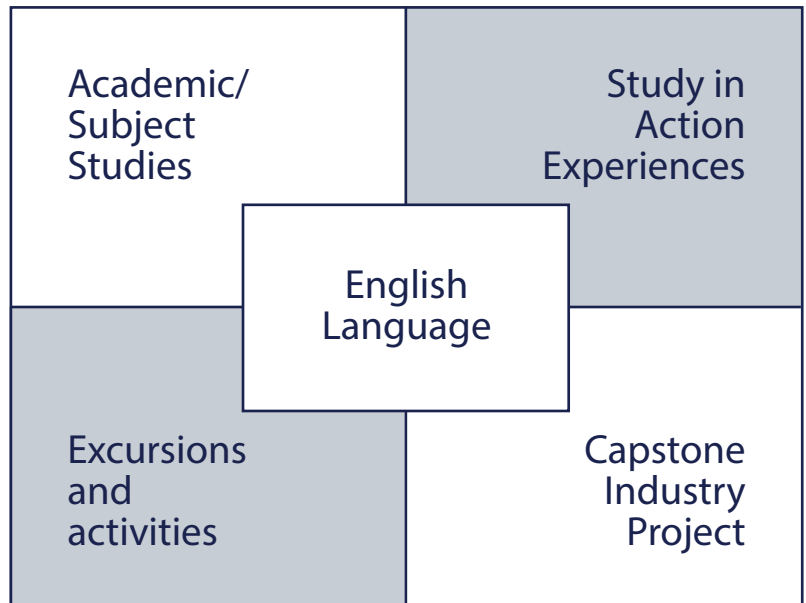 Academic/
Subject
Studies
Study in
Action
Experiences
English
Language
Excursions
and
activities
Capstone
Industry
Project